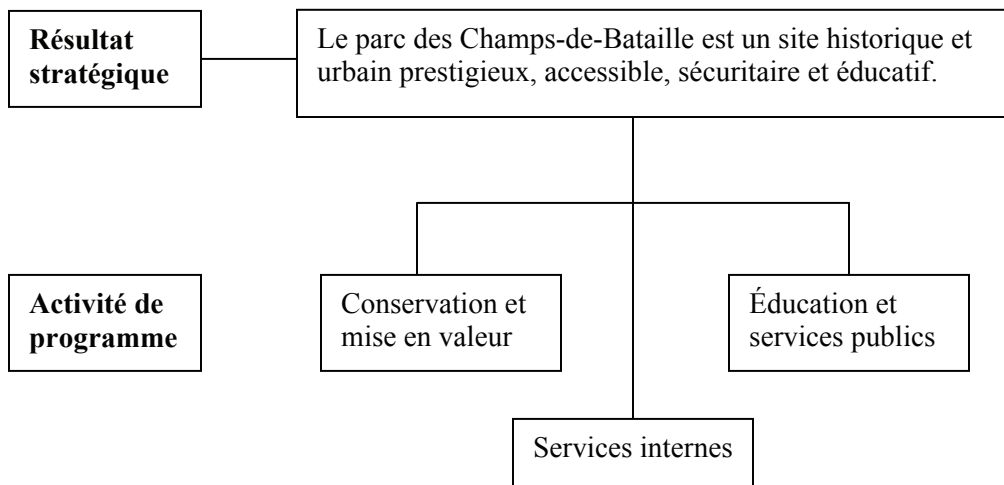 Résultat
stratégique
Le parc des Champs-de-Bataille est un site historique et
urbain prestigieux, accessible, sécuritaire et éducatif.
Activité de
programme
Conservation et
mise en valeur
Éducation et
services publics
Services internes